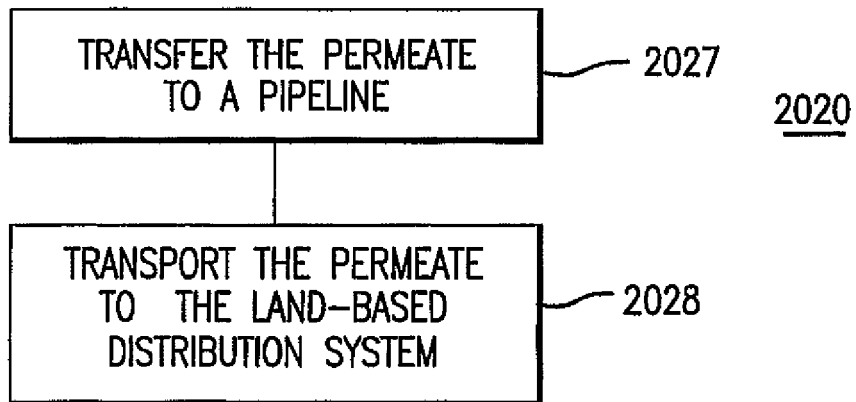 TRANSFER THE PERMEATE
TO A PIPELINE
2027
2020
TRANSPORT THE PERMEATE
TO THE LAND-BASED
DISTRIBUTION SYSTEM
2028